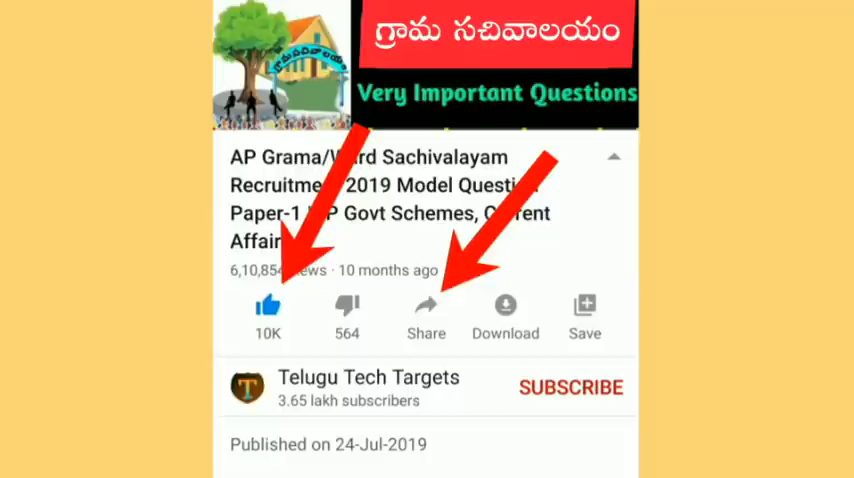 గ్రామ సచివాలయం
గ్రామసచివాలయం
Very Important Questions
AP Grama/Ward Sachivalayam
Recruitment 2019 Model Question
Paper-1 AP Govt Schemes, Current
Affairs
6,10,854 views · 10 months ago
10K
564
Share
Download
Save
T
Telugu Tech Targets
3.65 lakh subscribers
SUBSCRIBE
Published on 24-Jul-2019